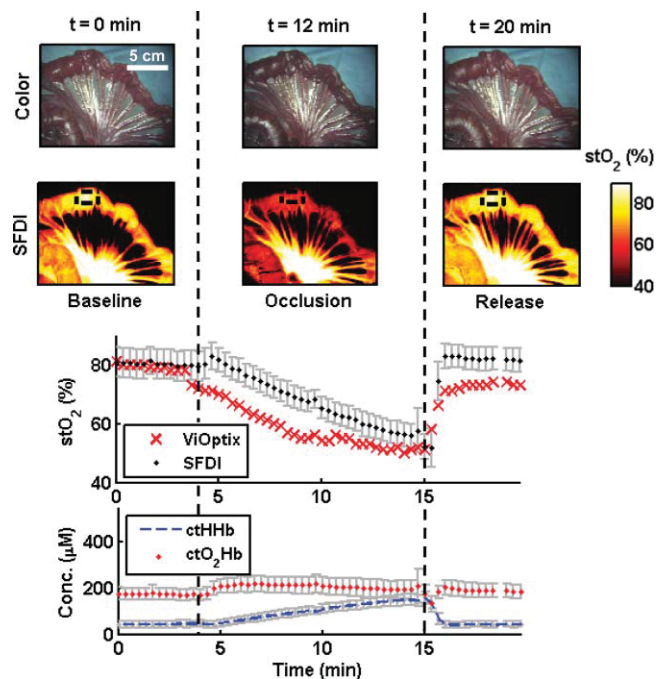 t = 0 min t = 12 min t = 20 min
5 cm
Color
stO2 (%)
SFDI
80
60
40
Baseline Occlusion Release
80
60
40
stO2 (%)
ViOptix
SFDI
0 5 10 15
400
200
0
Conc. (μM)
ctHHb
ctO2Hb
0 5 10 15
Time (min)